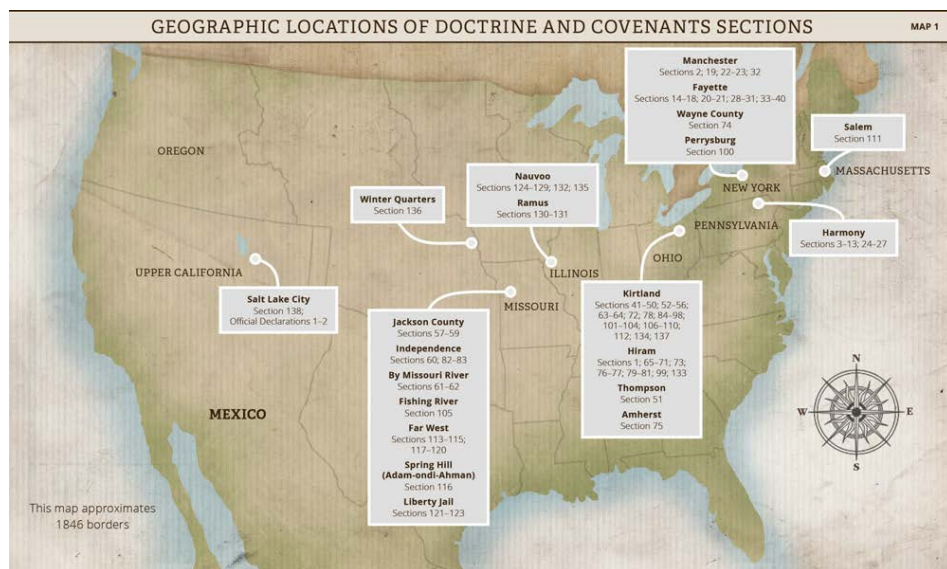 GEOGRAPHIC LOCATIONS OF DOCTRINE AND COVENANTS SECTIONS
MAP 1
Manchester
Sections 2; 19; 22–23; 32
Fayette
Sections 14–18; 20–21; 28–31; 33–40
Wayne County
Section 74
Perrysburg
Section 100
Salem
Section 111
OREGON
MASSACHUSETTS
Nauvoo
Sections 124–129; 132; 135
Ramus
Sections 130–131
NEW YORK
Winter Quarters
Section 136
PENNSYLVANIA
Harmony
Sections 3–13; 24–27
OHIO
UPPER CALIFORNIA
ILLINOIS
MISSOURI
Salt Lake City
Section 138;
Official Declarations 1–2
Kirtland
Sections 41–50; 52–56;
63–64; 72; 78; 84–98;
101–104; 106–110;
112; 134; 137
Hiram
Sections 1; 65–71; 73;
76–77; 79–81; 99; 133
Thompson
Section 51
Amherst
Section 75
Jackson County
Sections 57–59
Independence
Sections 60; 82–83
By Missouri River
Sections 61–62
Fishing River
Section 105
Far West
Sections 113–115;
117–120
Spring Hill
(Adam-ondi-Ahman)
Section 116
Liberty Jail
Sections 121–123
MEXICO
N
W
E
S
This map approximates
1846 borders